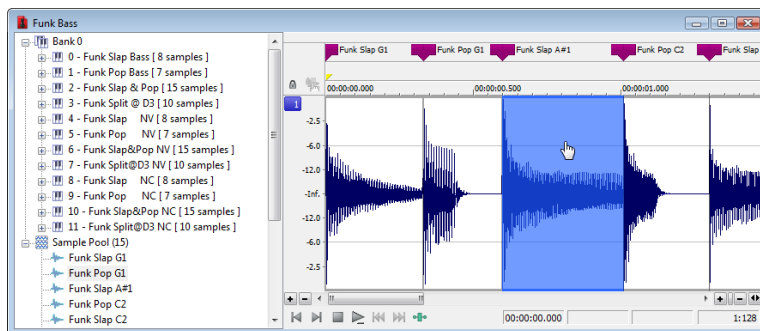 Funk Bass
Bank 0
0 - Funk Slap Bass [ 8 samples ]
1 - Funk Pop Bass [ 7 samples ]
2 - Funk Slap & Pop [ 15 samples ]
3 - Funk Split @ D3 [ 10 samples ]
4 - Funk Slap NV [ 8 samples ]
5 - Funk Pop NV [ 7 samples ]
6 - Funk Slap&Pop NV [ 15 samples ]
7 - Funk Split@D3 NV [ 10 samples ]
8 - Funk Slap NC [ 8 samples ]
9 - Funk Pop NC [ 7 samples ]
10 - Funk Slap&Pop NC [ 15 samples ]
11 - Funk Split@D3 NC [ 10 samples ]
Sample Pool (15)
Funk Slap G1
Funk Pop G1
Funk Slap A#1
Funk Pop C2
Funk Slap C2
Funk Slap G1 Funk Pop G1 Funk Slap A#1 Funk Pop C2 Funk Slap
00:00:00.000 00:00:00.500 00:00:01.000
1
-2.5
-6.0
-12.0
-Inf.
-12.0
-6.0
-2.5
00:00:00.000 1:128